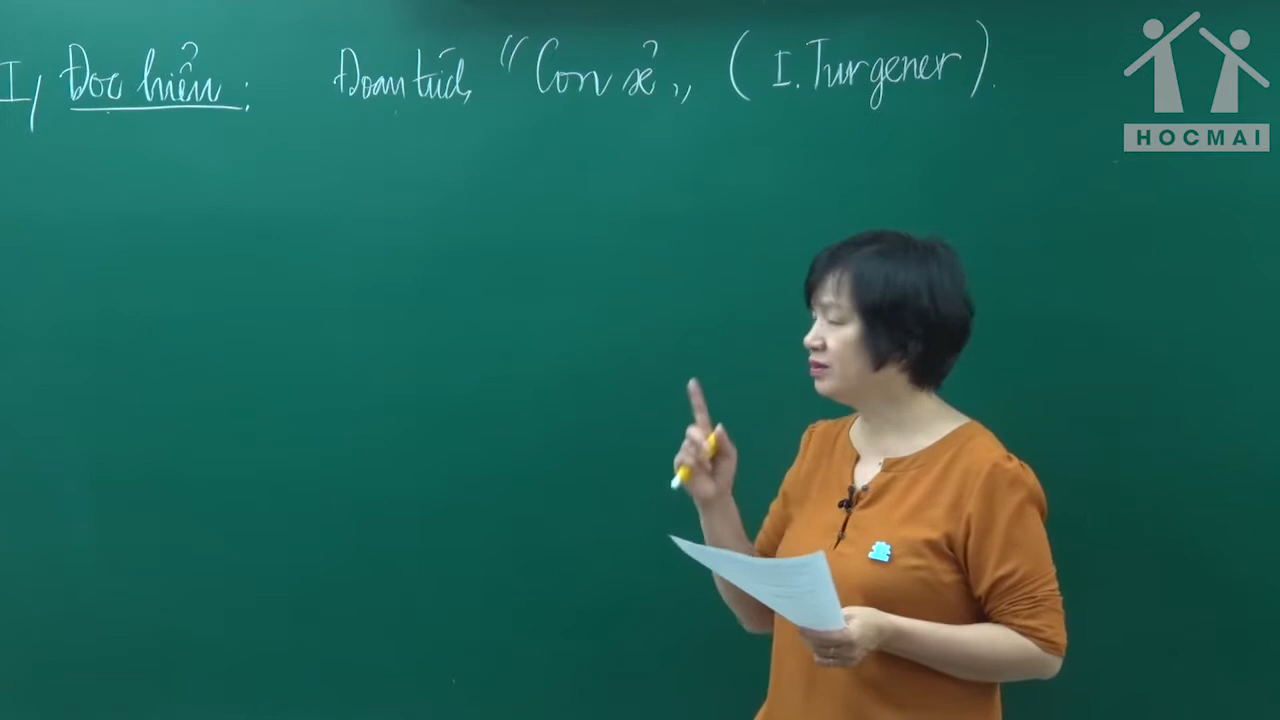 I, Đọc hiểu: Đoạn trích "Con sẻ" (I. Turgener).
HOCMAI